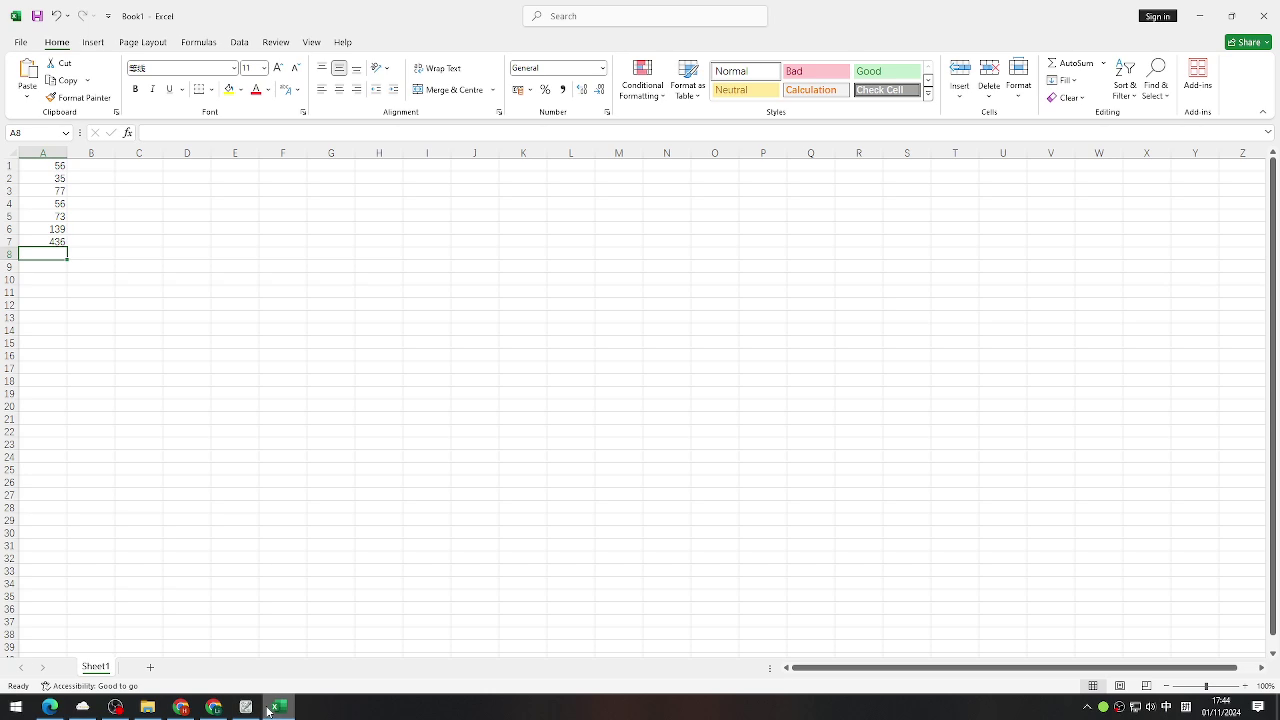 Book1 - Excel
Search
Sign in
File Home Insert Page Layout Formulas Data Review View Help
Share
Paste
Cut
Copy
Format Painter
Clipboard
等线 11
B I U
Font
Wrap Text
Merge & Centre
Alignment
General
Number
Conditional Formatting
Format as Table
Normal Bad Good
Neutral Calculation Check Cell
Styles
Insert Delete Format
Cells
AutoSum
Fill
Clear
Sort & Filter
Find & Select
Editing
Add-ins
Add-ins
A8
fx
A B C D E F G H I J K L M N O P Q R S T U V W X Y Z
1
2
3 77
4
5 73
6 139
7
8
9
10
11
12
13
14
15
16
17
18
19
20
21
22
23
24
25
26
27
28
29
30
31
32
33
34
35
36
37
38
39
Sheet1
Ready Accessibility: Good to go 100%
17:44
01/11/2024
中 拼